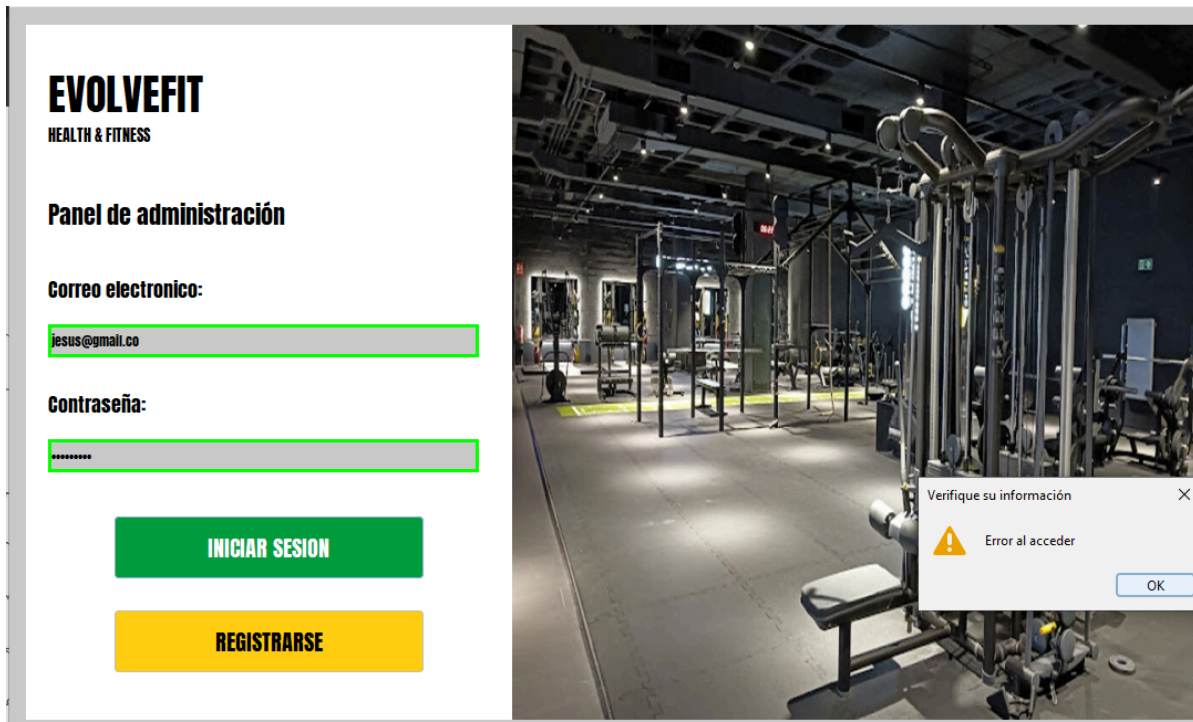 EVOLVEFIT
HEALTH & FITNESS
Panel de administración
Correo electronico:
jesus@gmail.co
Contraseña:
•••••••••
INICIAR SESION
REGISTRARSE
Verifique su información
Error al acceder
OK